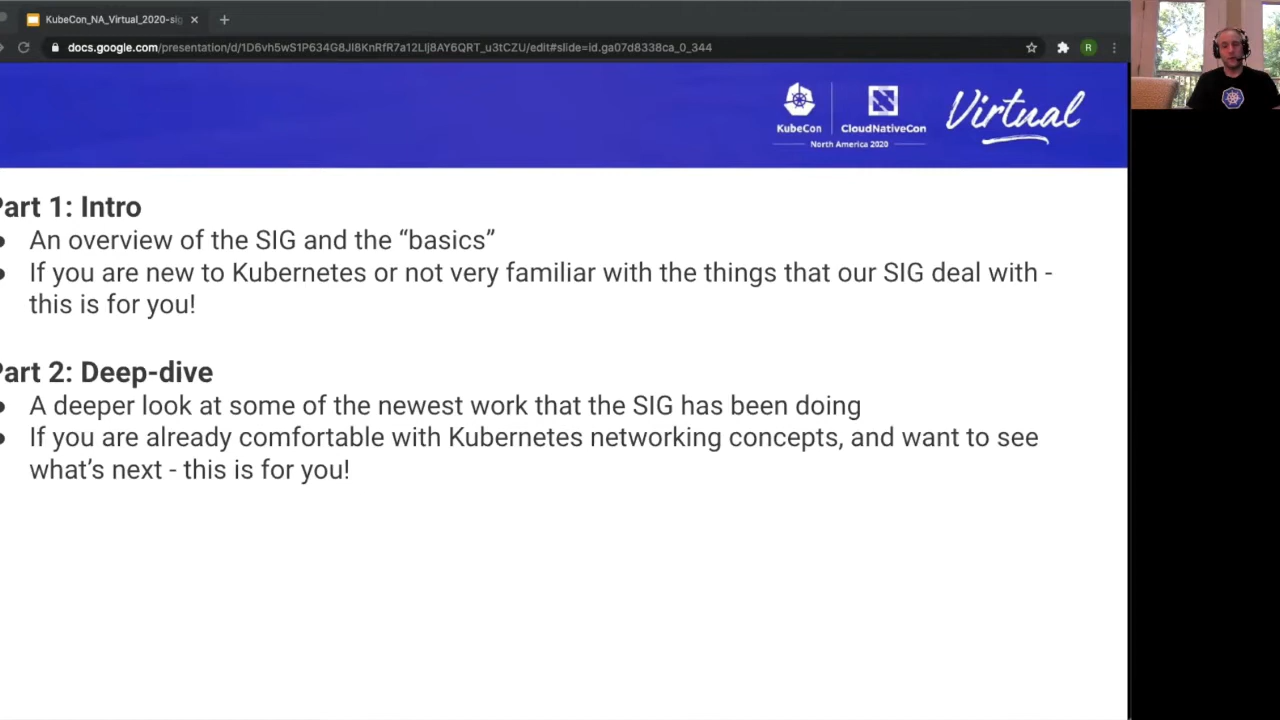 KubeCon_NA_Virtual_2020-sig
docs.google.com/presentation/d/1D6vh5wS1P634G8JI8KnRfR7a12LIj8AY6QRT_u3tCZU/edit#slide=id.ga07d8338ca_0_344
R
KubeCon
CloudNativeCon
North America 2020
Virtual
Part 1: Intro
● An overview of the SIG and the “basics”
● If you are new to Kubernetes or not very familiar with the things that our SIG deal with -
this is for you!
Part 2: Deep-dive
● A deeper look at some of the newest work that the SIG has been doing
● If you are already comfortable with Kubernetes networking concepts, and want to see
what’s next - this is for you!